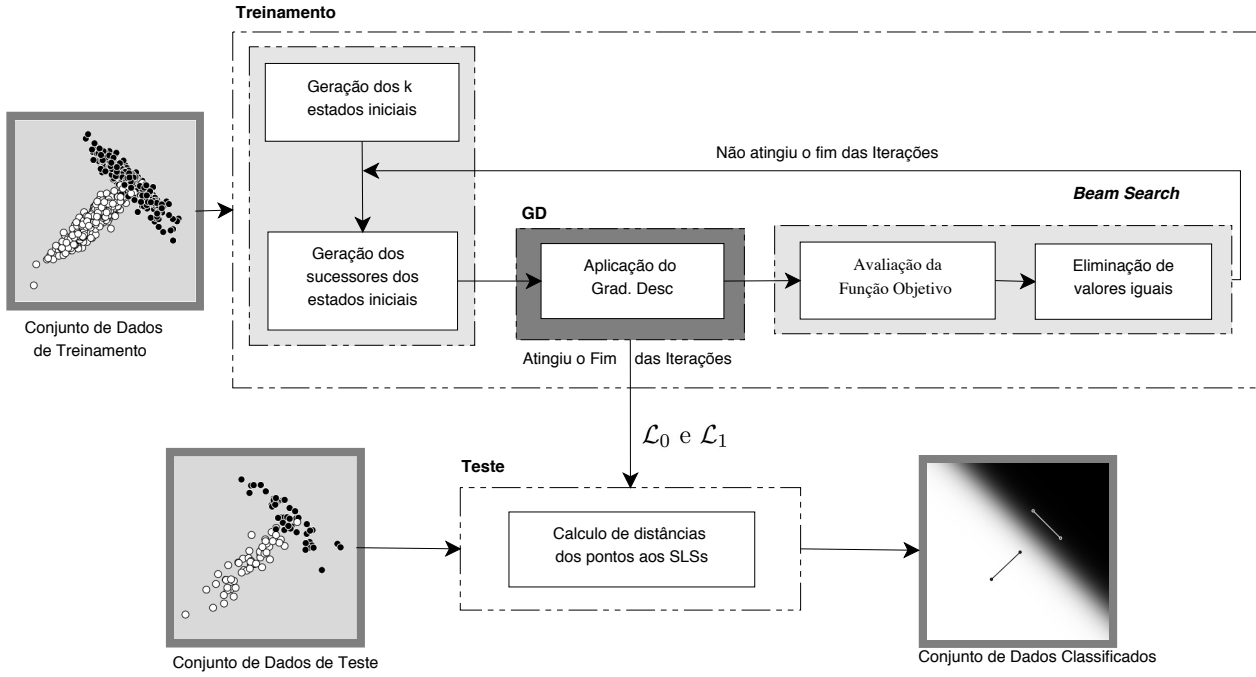 Treinamento
Geração dos k
estados iniciais
Não atingiu o fim das Iterações
Beam Search
GD
Geração dos
sucessores dos
estados iniciais
Aplicação do
Grad. Desc
Avaliação da
Função Objetivo
Eliminação de
valores iguais
Conjunto de Dados
de Treinamento
Atingiu o Fim das Iterações
ℒ₀ e ℒ₁
Teste
Calculo de distâncias
dos pontos aos SLSs
Conjunto de Dados de Teste
Conjunto de Dados Classificados